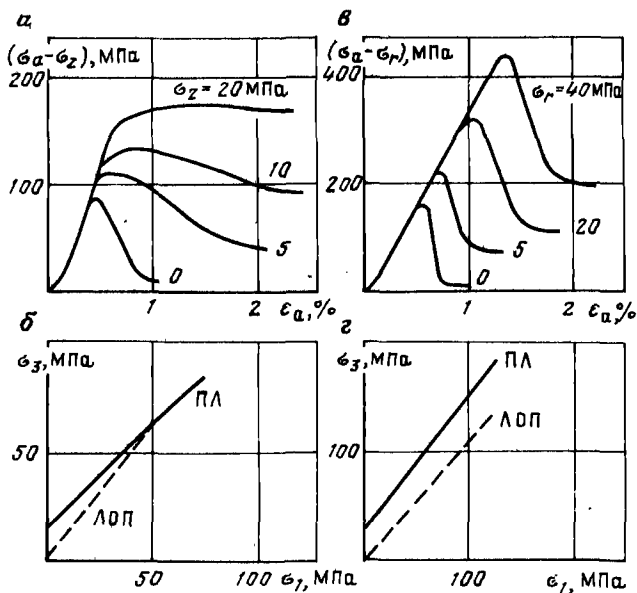 а
(σₐ-σ₂), МПа
200
σ₂=20 МПа
10
100
5
0
1
2
εₐ,%
в
(σₐ-σᵣ), МПа
400
σᵣ=40 МПа
200
20
5
0
1
2
εₐ,%
б
σ₃, МПа
ПЛ
50
ЛОП
50
100
σ₁, МПа
г
σ₃, МПа
ПЛ
ЛОП
100
100
σ₁, МПа